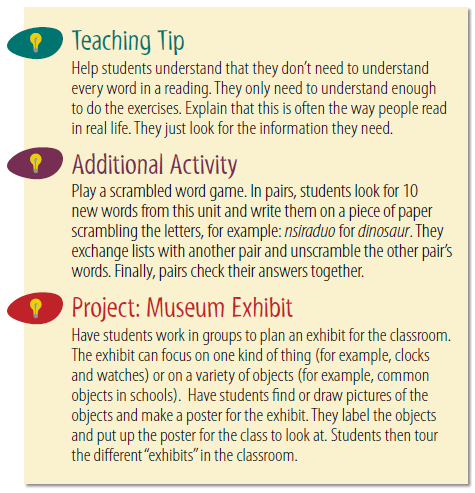 Teaching Tip
Help students understand that they don't need to understand
every word in a reading. They only need to understand enough
to do the exercises. Explain that this is often the way people read
in real life. They just look for the information they need.
Additional Activity
Play a scrambled word game. In pairs, students look for 10
new words from this unit and write them on a piece of paper
scrambling the letters, for example: nsiraduo for dinosaur. They
exchange lists with another pair and unscramble the other pair's
words. Finally, pairs check their answers together.
Project: Museum Exhibit
Have students work in groups to plan an exhibit for the classroom.
The exhibit can focus on one kind of thing (for example, clocks
and watches) or on a variety of objects (for example, common
objects in schools). Have students find or draw pictures of the
objects and make a poster for the exhibit. They label the objects
and put up the poster for the class to look at. Students then tour
the different “exhibits” in the classroom.